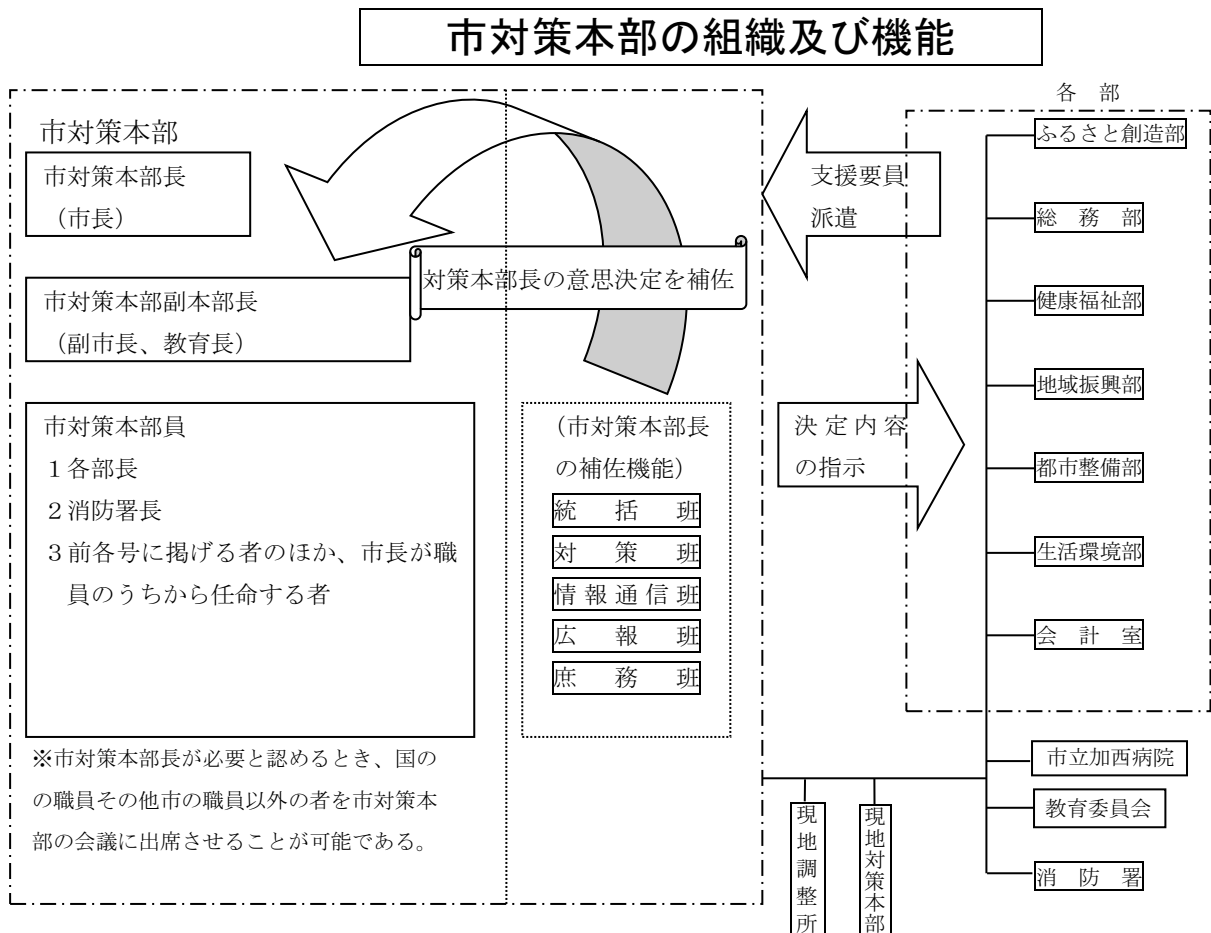 市対策本部の組織及び機能
市対策本部
市対策本部長
（市長）
市対策本部副本部長
（副市長、教育長）
対策本部長の意思決定を補佐
市対策本部員
１各部長
２消防署長
３前各号に掲げる者のほか、市長が職
員のうちから任命する者
※市対策本部長が必要と認めるとき、国の
の職員その他市の職員以外の者を市対策本
部の会議に出席させることが可能である。
（市対策本部長
の補佐機能）
統括班
対策班
情報通信班
広報班
庶務班
支援要員
派遣
決定内容
の指示
各部
ふるさと創造部
総務部
健康福祉部
地域振興部
都市整備部
生活環境部
会計室
市立加西病院
教育委員会
消防署
現地調整所
現地対策本部